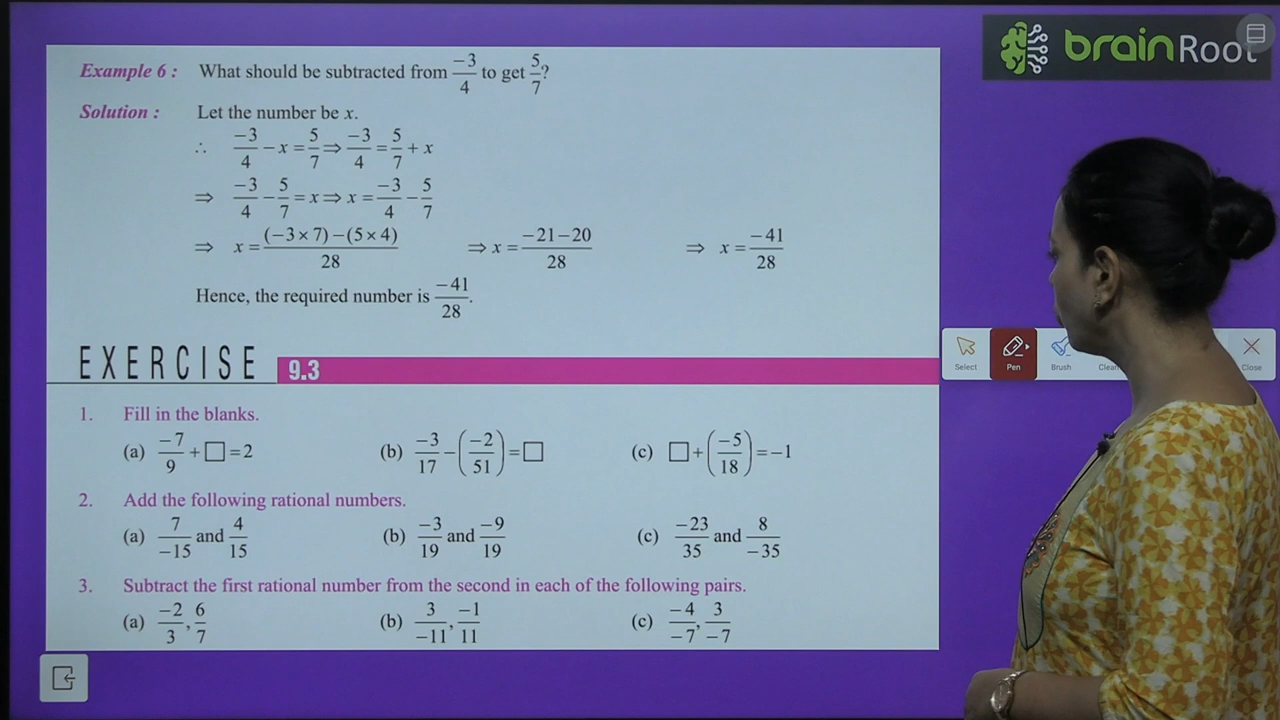 brainRoot
Example 6 : What should be subtracted from -3/4 to get 5/7?
Solution : Let the number be x.
∴ -3/4 - x = 5/7 ⇒ -3/4 = 5/7 + x
⇒ -3/4 - 5/7 = x ⇒ x = -3/4 - 5/7
⇒ x = (-3 × 7) - (5 × 4)/28 ⇒ x = -21 - 20/28 ⇒ x = -41/28
Hence, the required number is -41/28.
EXERCISE 9.3
1. Fill in the blanks.
(a) -7/9 + □ = 2 (b) -3/17 - (-2/51) = □ (c) □ + (-5/18) = -1
2. Add the following rational numbers.
(a) 7/-15 and 4/15 (b) -3/19 and -9/19 (c) -23/35 and 8/-35
3. Subtract the first rational number from the second in each of the following pairs.
(a) -2/3, 6/7 (b) 3/-11, -1/11 (c) -4/-7, 3/-7
Select Pen Brush Close